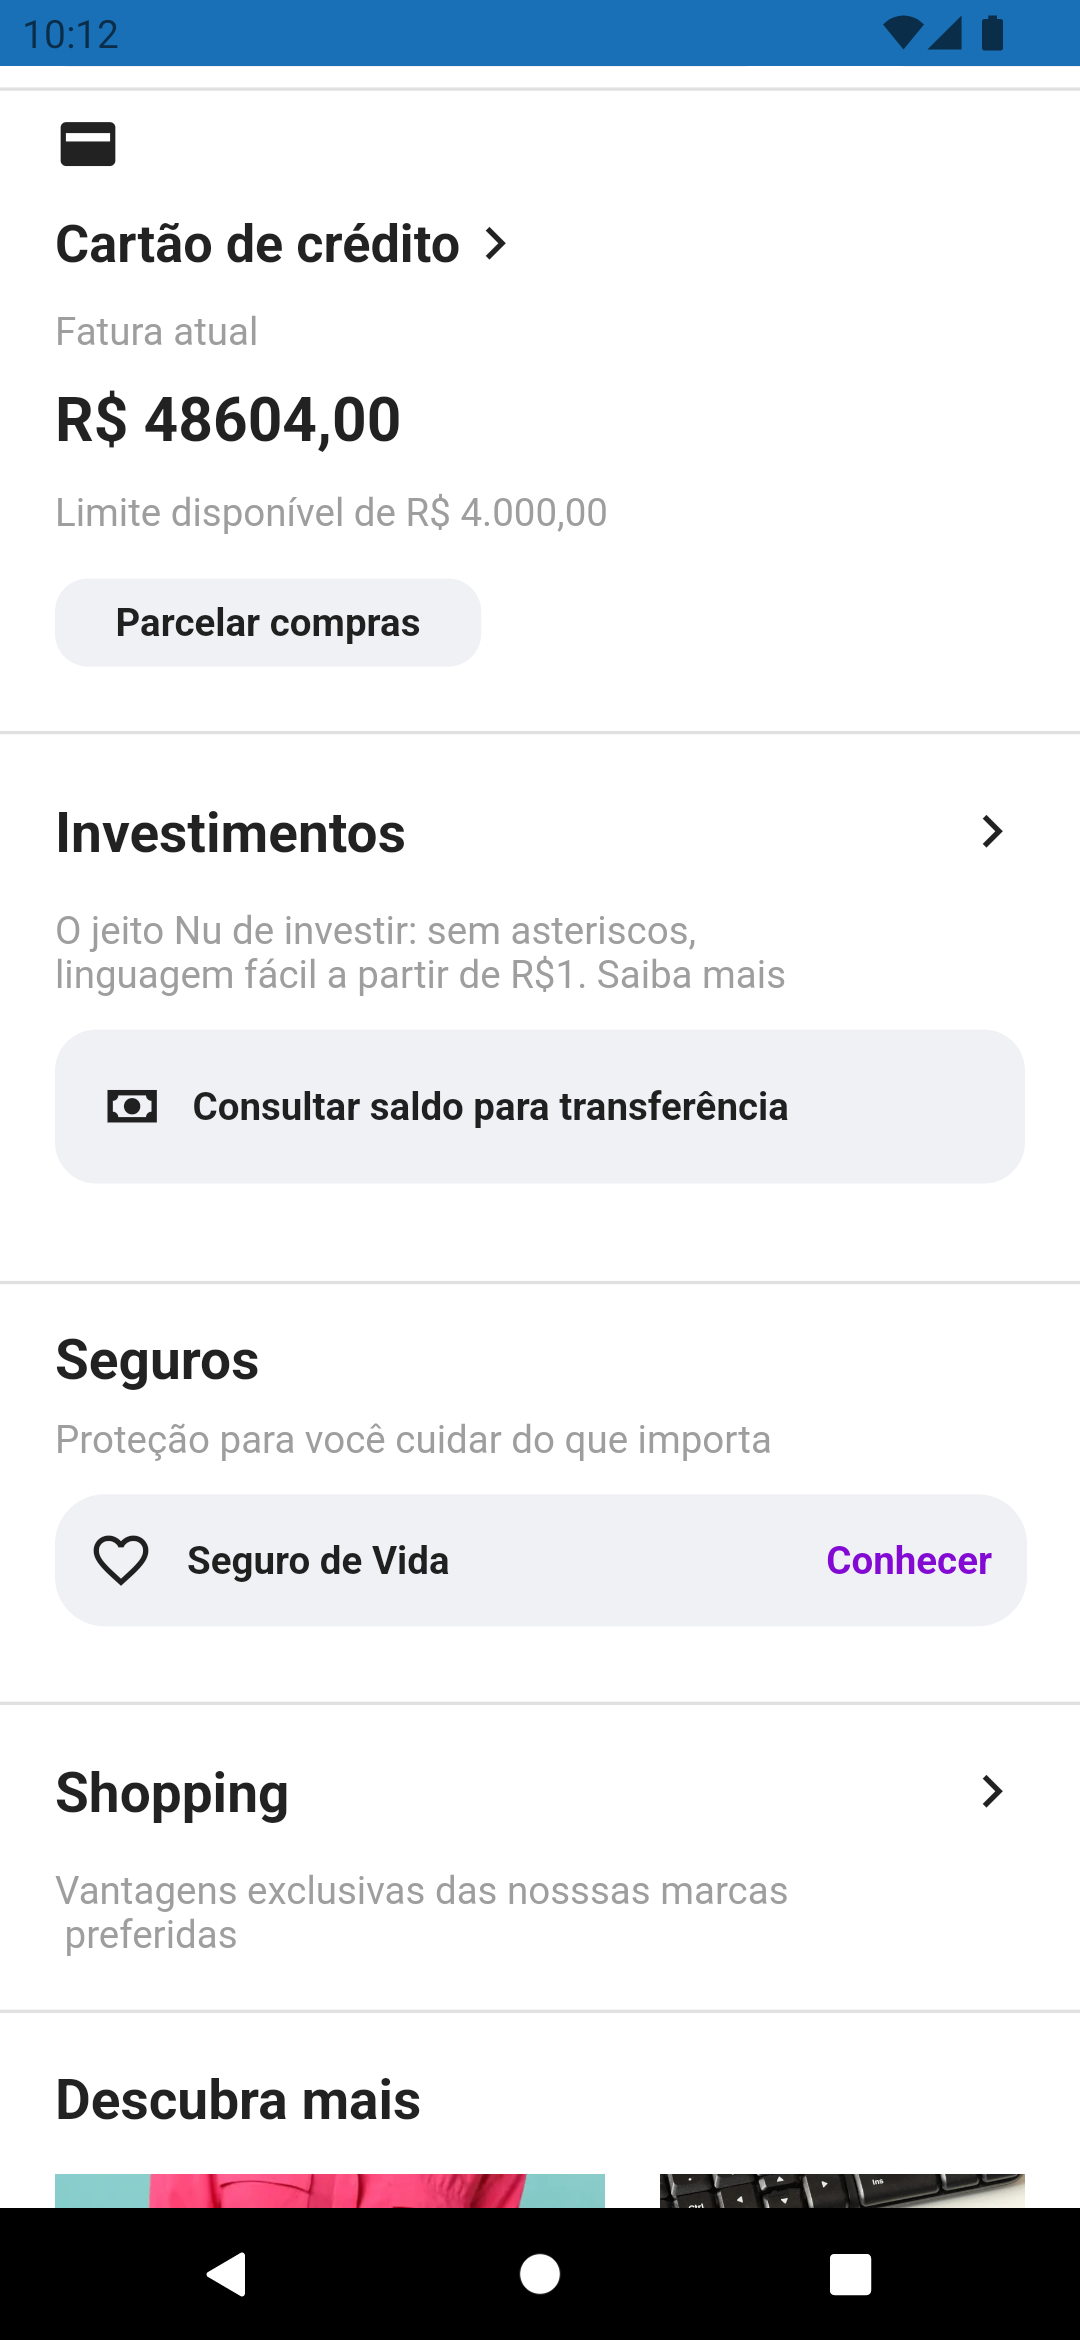 10:12
Cartão de crédito
Fatura atual
R$ 48604,00
Limite disponível de R$ 4.000,00
Parcelar compras
Investimentos
O jeito Nu de investir: sem asteriscos,
linguagem fácil a partir de R$1. Saiba mais
Consultar saldo para transferência
Seguros
Proteção para você cuidar do que importa
Seguro de Vida Conhecer
Shopping
Vantagens exclusivas das nosssas marcas
preferidas
Descubra mais
Ins
Ctrl